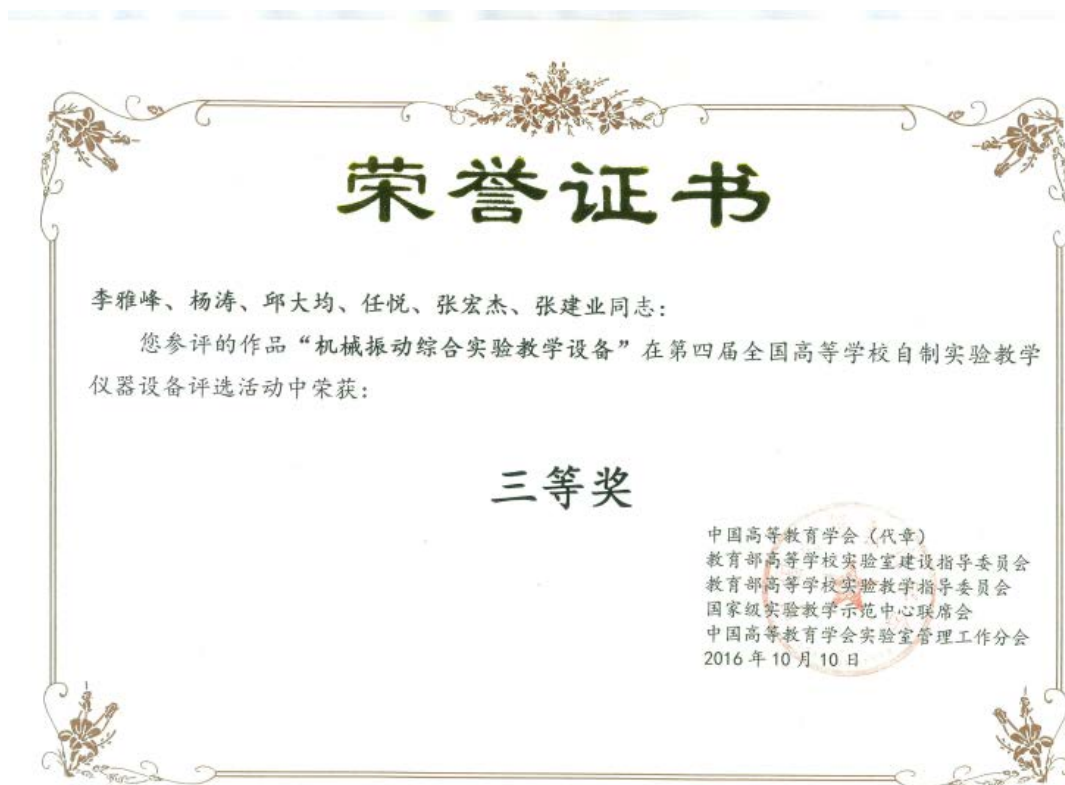 荣誉证书
李雅峰、杨涛、邱大均、任悦、张宏杰、张建业同志：
您参评的作品“机械振动综合实验教学设备”在第四届全国高等学校自制实验教学
仪器设备评选活动中荣获：
三等奖
中国高等教育学会（代章）
教育部高等学校实验室建设指导委员会
教育部高等学校实验教学指导委员会
国家级实验教学示范中心联席会
中国高等教育学会实验室管理工作分会
2016年10月10日